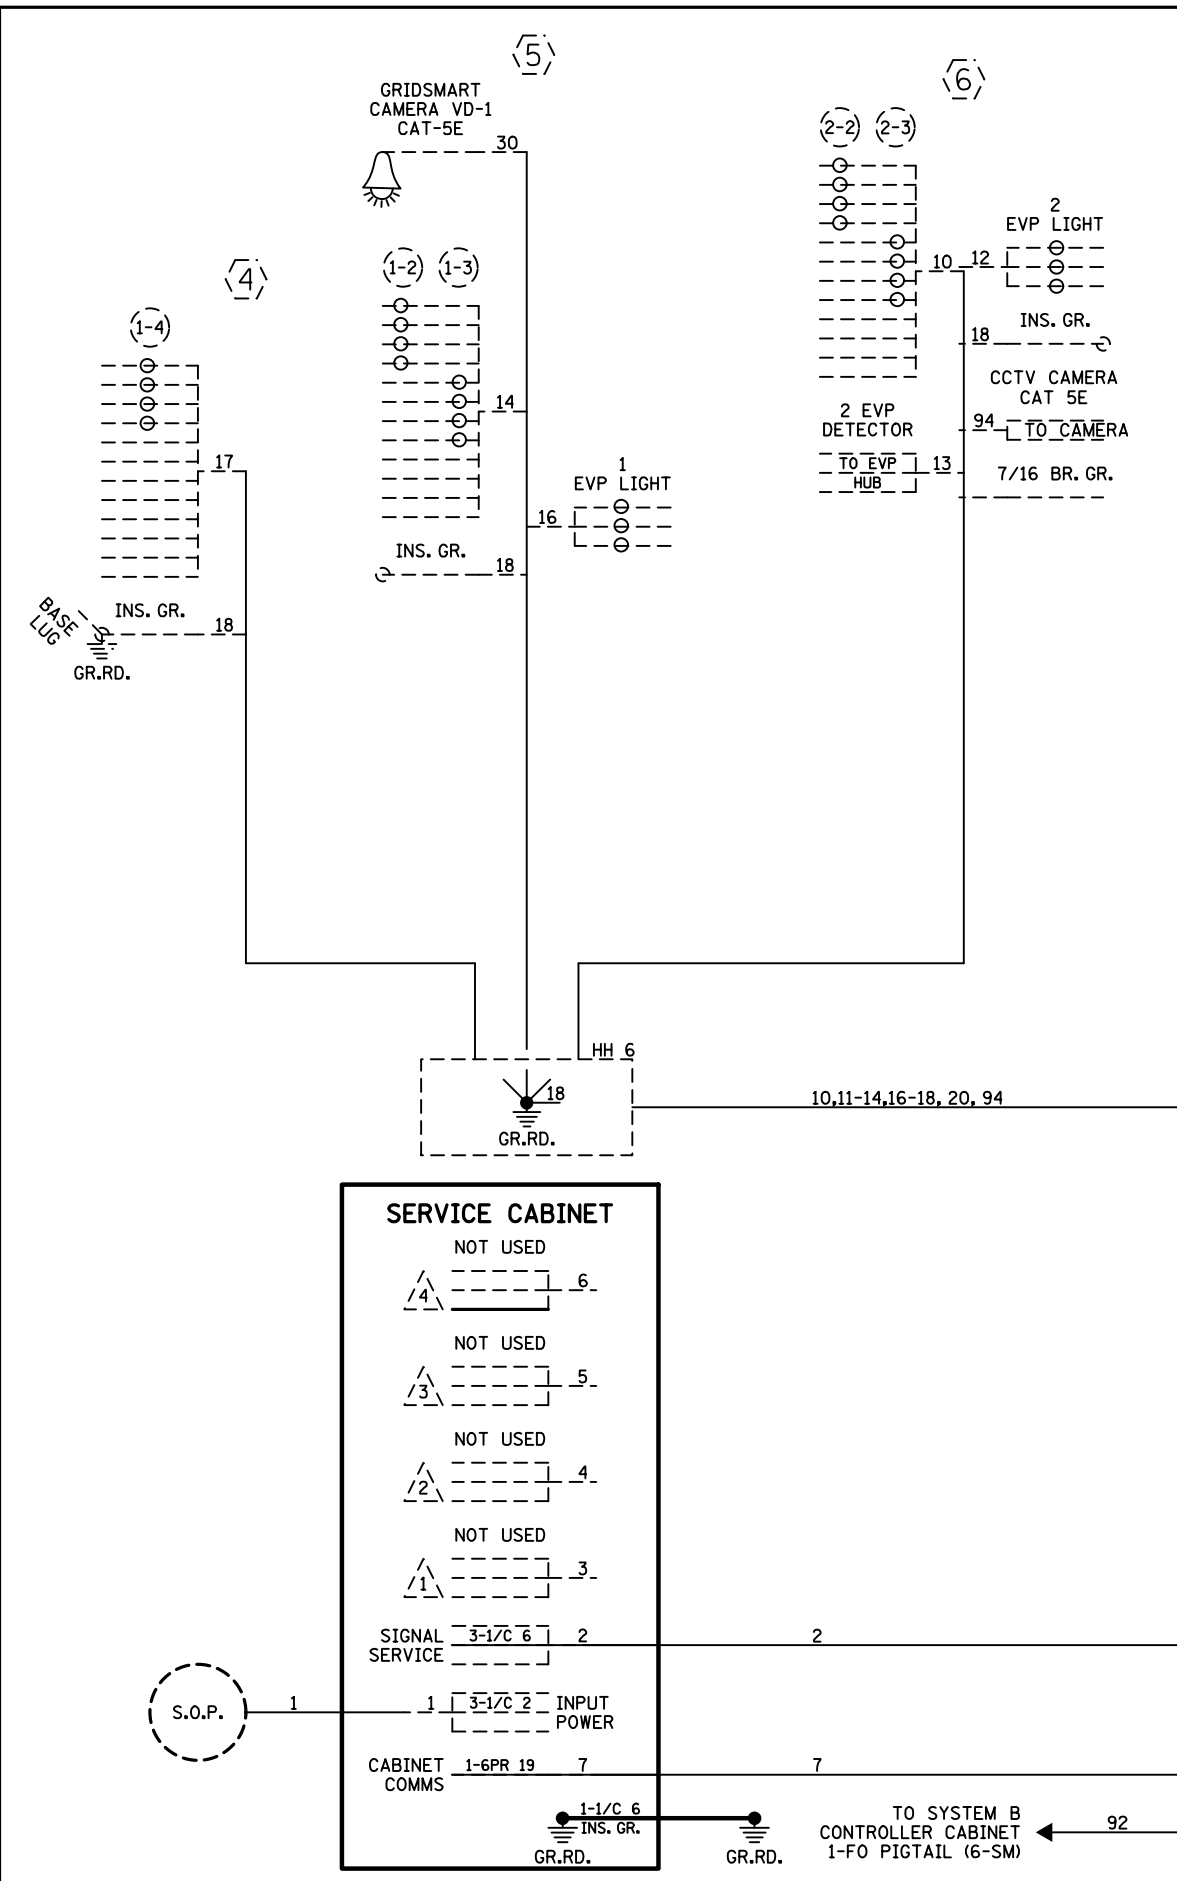 5
GRIDSMART
CAMERA VD-1
CAT-5E
30
6
2-2 2-3
2
EVP LIGHT
10 12
INS. GR.
18
CCTV CAMERA
CAT 5E
94 TO CAMERA
2 EVP
DETECTOR
TO EVP
HUB
13
7/16 BR. GR.
4
1-4
17
INS. GR.
18
BASE
LUG
GR.RD.
1-2 1-3
14
1
EVP LIGHT
16
INS. GR.
18
HH 6
18
GR.RD.
10,11-14,16-18, 20, 94
SERVICE CABINET
NOT USED
4 6
NOT USED
3 5
NOT USED
2 4
NOT USED
1 3
SIGNAL
SERVICE
3-1/C 6 2 2
S.O.P. 1 1 3-1/C 2 INPUT
POWER
CABINET
COMMS
1-6PR 19 7 7
1-1/C 6
INS. GR.
GR.RD. GR.RD.
TO SYSTEM B
CONTROLLER CABINET
1-FO PIGTAIL (6-SM)
92